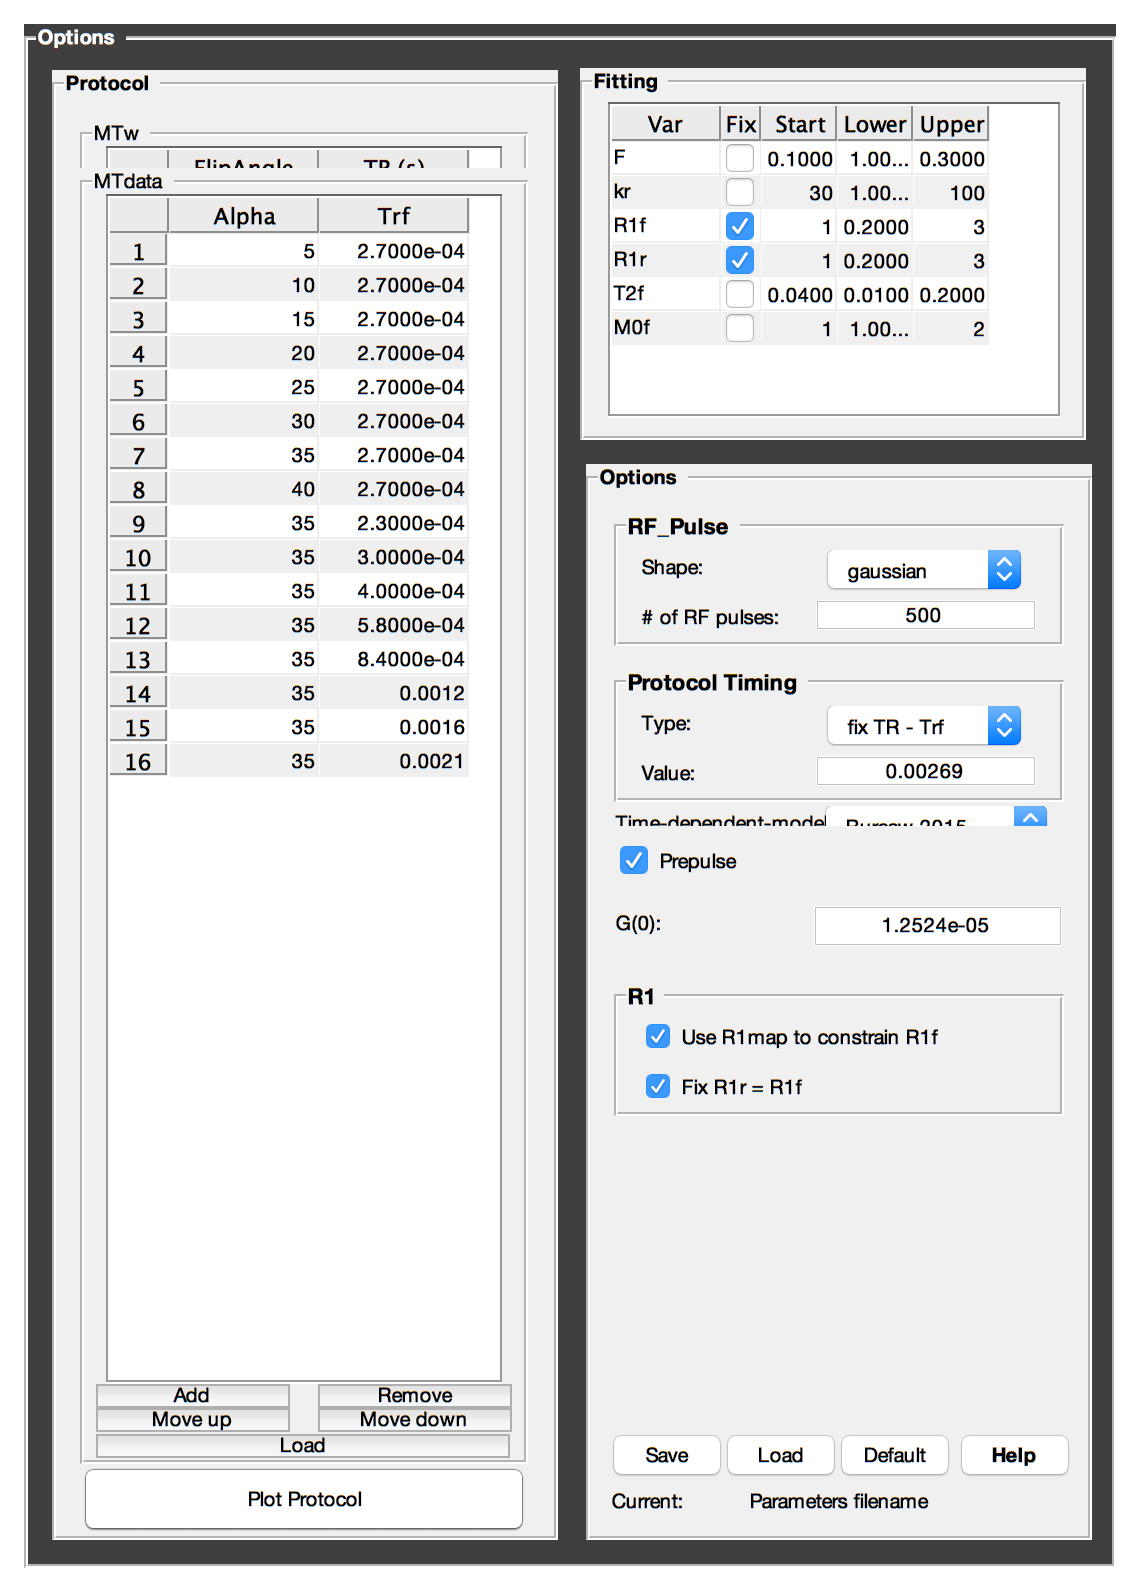 Options
Protocol
MTw
FlipAngle TR (s)
MTdata
Alpha Trf
1 5 2.7000e-04
2 10 2.7000e-04
3 15 2.7000e-04
4 20 2.7000e-04
5 25 2.7000e-04
6 30 2.7000e-04
7 35 2.7000e-04
8 40 2.7000e-04
9 35 2.3000e-04
10 35 3.0000e-04
11 35 4.0000e-04
12 35 5.8000e-04
13 35 8.4000e-04
14 35 0.0012
15 35 0.0016
16 35 0.0021
Add Remove
Move up Move down
Load
Plot Protocol
Fitting
Var Fix Start Lower Upper
F 0.1000 1.00... 0.3000
kr 30 1.00... 100
R1f 1 0.2000 3
R1r 1 0.2000 3
T2f 0.0400 0.0100 0.2000
M0f 1 1.00... 2
Options
RF_Pulse
Shape: gaussian
# of RF pulses: 500
Protocol Timing
Type: fix TR - Trf
Value: 0.00269
Time-dependent-model 2015
Prepulse
G(0): 1.2524e-05
R1
Use R1map to constrain R1f
Fix R1r = R1f
Save Load Default Help
Current: Parameters filename